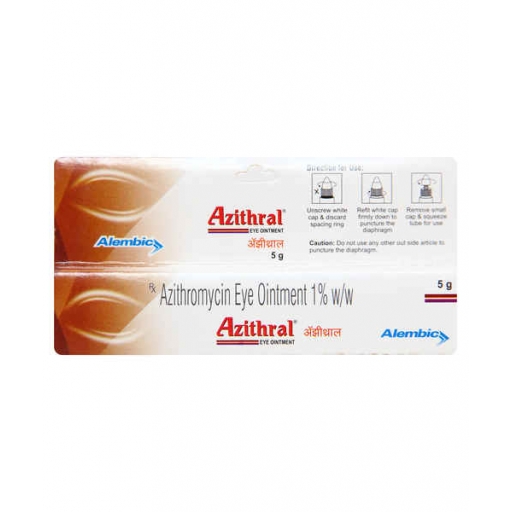 Direction for Use:
Unscrew white cap & discard spacing ring.
Refit white cap firmly down to puncture the diaphragm.
Remove small cap & squeeze tube for use
Caution: Do not use any other out side article to
puncture the diaphragm.
Azithral®
EYE OINTMENT
अ‍ॅझीथ्राल
5 g
Alembic
Rx Azithromycin Eye Ointment 1% w/w
5 g
Azithral®
EYE OINTMENT
अ‍ॅझीथ्राल
Alembic